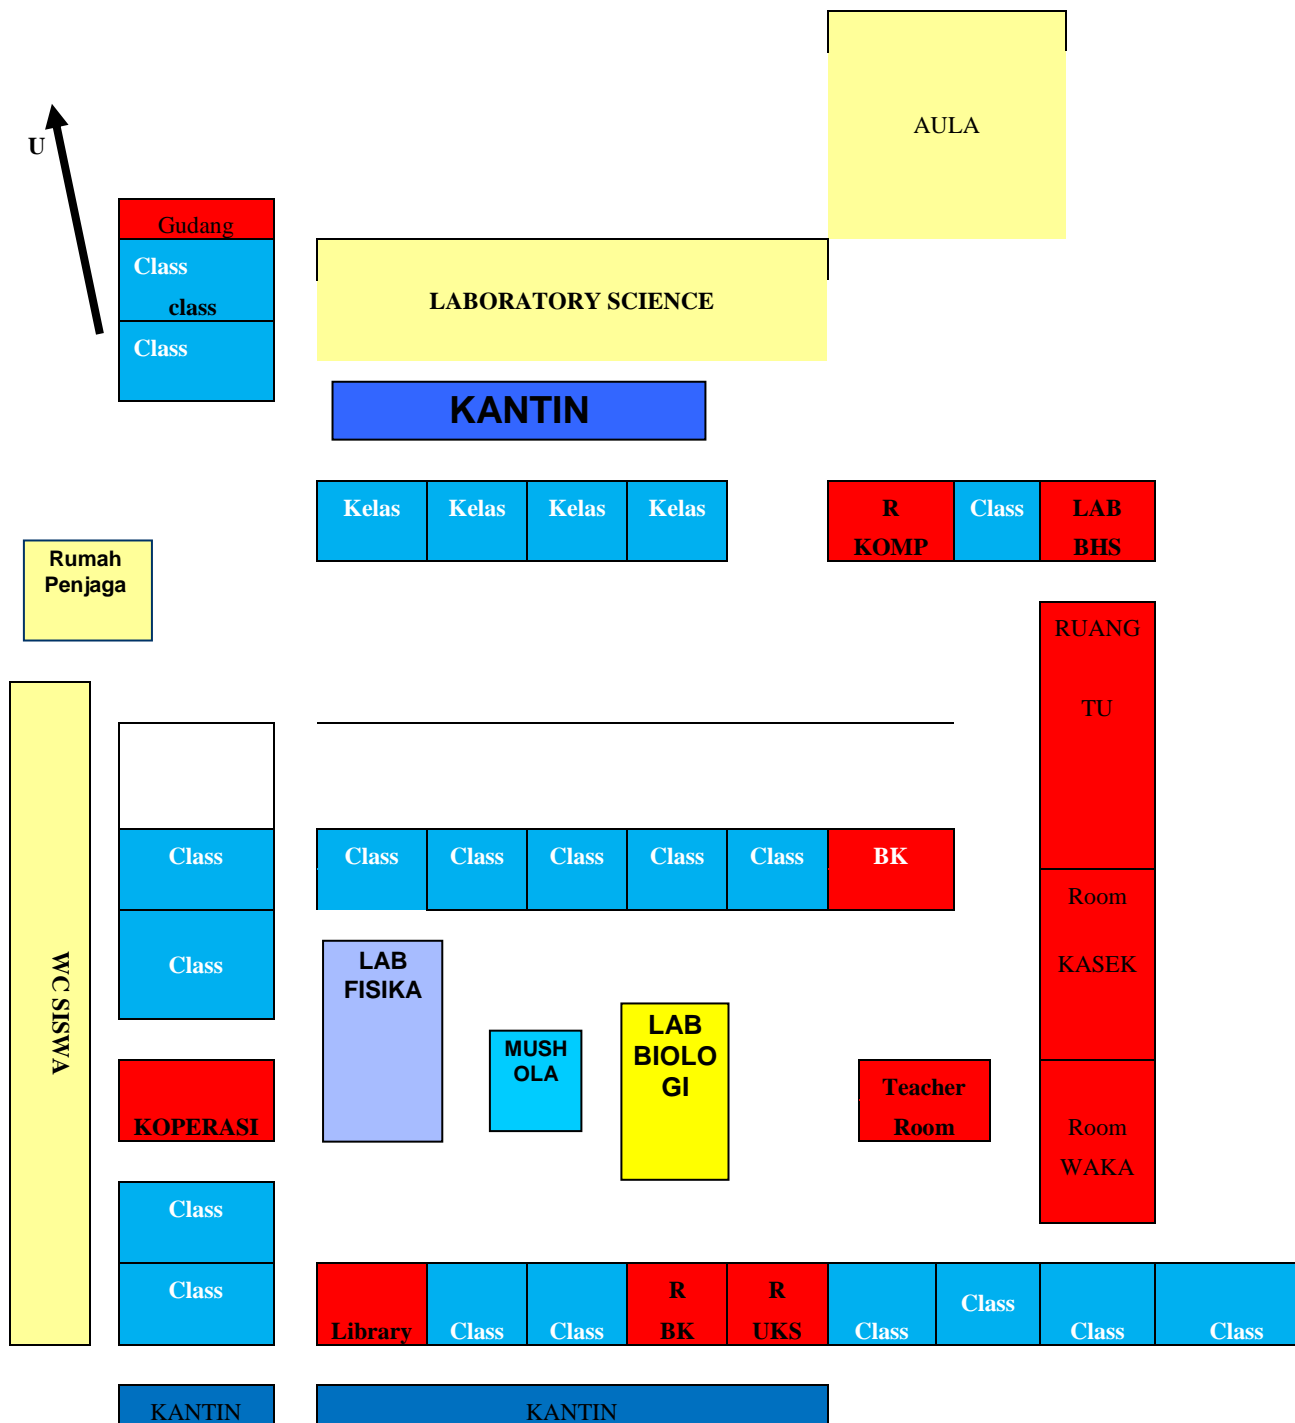 AULA
U
Gudang
Class
class
Class
LABORATORY SCIENCE
KANTIN
Kelas Kelas Kelas Kelas
R
KOMP
Class
LAB
BHS
Rumah
Penjaga
RUANG
TU
WC SISWA
Class
Class Class Class Class Class BK
Room
KASEK
Class
LAB
FISIKA
MUSH
OLA
LAB
BIOLO
GI
Teacher
Room
KOPERASI
Room
WAKA
Class
Class
Library
Class
Class
R
BK
R
UKS
Class
Class
Class
Class
KANTIN
KANTIN